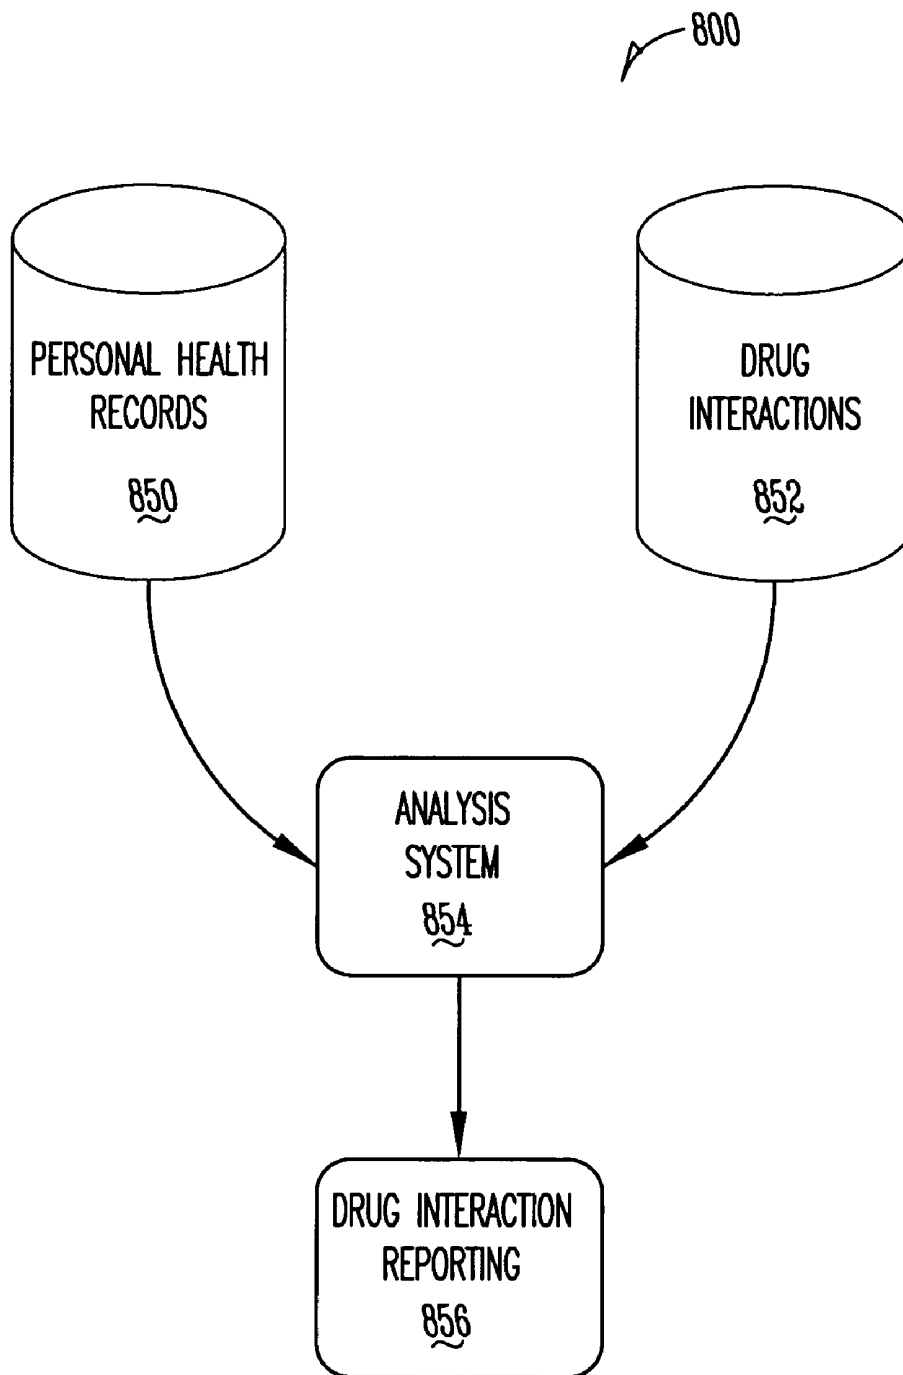 800
PERSONAL HEALTH
RECORDS
850
DRUG
INTERACTIONS
852
ANALYSIS
SYSTEM
854
DRUG INTERACTION
REPORTING
856